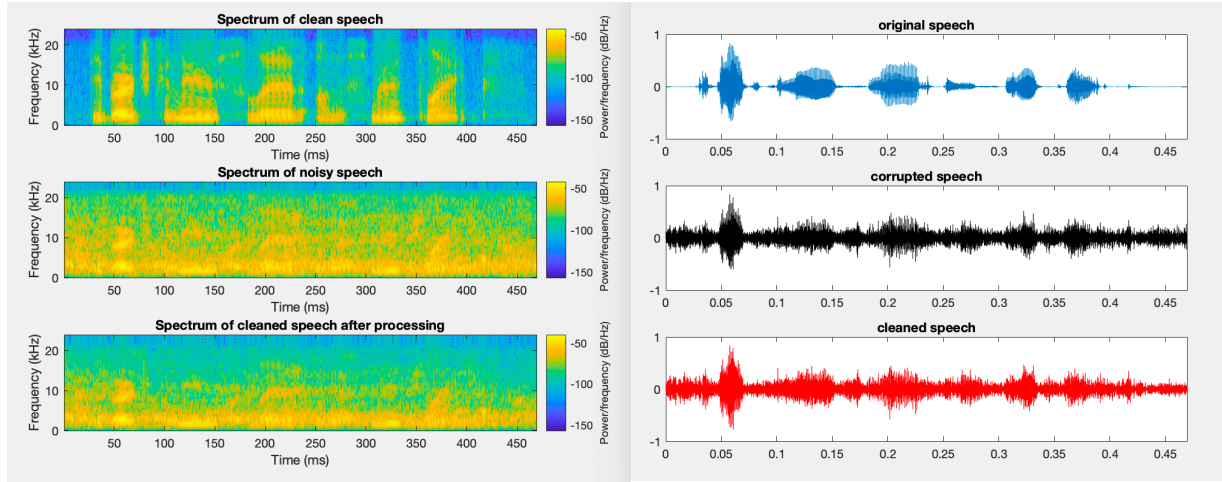 Spectrum of clean speech
Frequency (kHz)
20
10
0
50 100 150 200 250 300 350 400 450
Time (ms)
-50
-100
-150
Power/frequency (dB/Hz)
Spectrum of noisy speech
Frequency (kHz)
20
10
0
50 100 150 200 250 300 350 400 450
Time (ms)
-50
-100
-150
Power/frequency (dB/Hz)
Spectrum of cleaned speech after processing
Frequency (kHz)
20
10
0
50 100 150 200 250 300 350 400 450
Time (ms)
-50
-100
-150
Power/frequency (dB/Hz)
original speech
1
0
-1
0 0.05 0.1 0.15 0.2 0.25 0.3 0.35 0.4 0.45
corrupted speech
1
0
-1
0 0.05 0.1 0.15 0.2 0.25 0.3 0.35 0.4 0.45
cleaned speech
1
0
-1
0 0.05 0.1 0.15 0.2 0.25 0.3 0.35 0.4 0.45